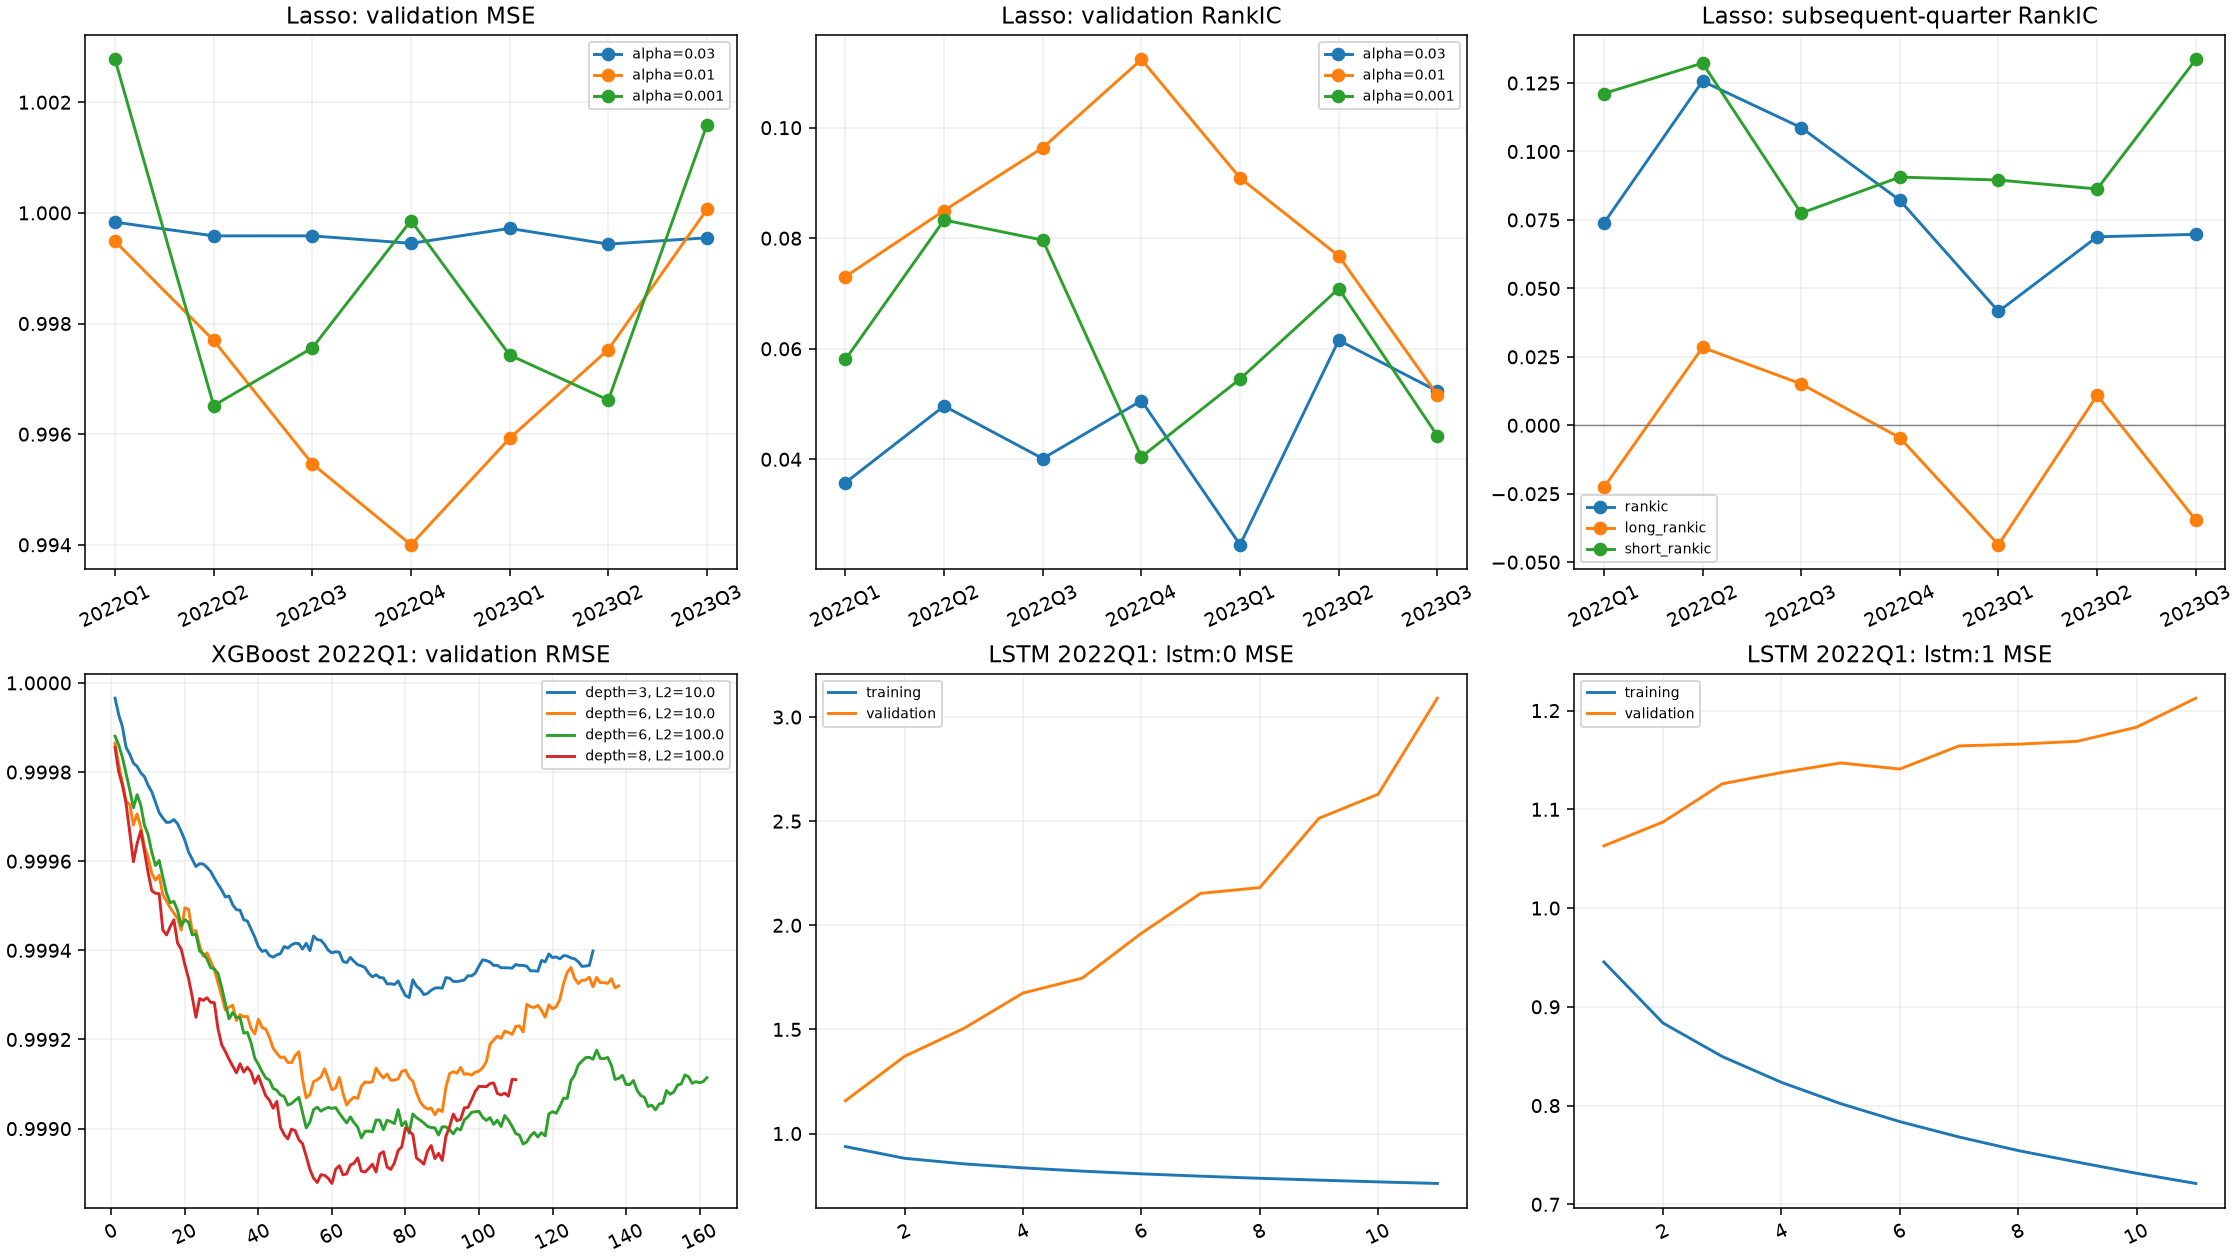 Lasso: validation MSE
alpha=0.03
alpha=0.01
alpha=0.001
1.002
1.000
0.998
0.996
0.994
2022Q1
2022Q2
2022Q3
2022Q4
2023Q1
2023Q2
2023Q3
Lasso: validation RankIC
alpha=0.03
alpha=0.01
alpha=0.001
0.10
0.08
0.06
0.04
2022Q1
2022Q2
2022Q3
2022Q4
2023Q1
2023Q2
2023Q3
Lasso: subsequent-quarter RankIC
0.125
0.100
0.075
0.050
0.025
0.000
−0.025
−0.050
rankic
long_rankic
short_rankic
2022Q1
2022Q2
2022Q3
2022Q4
2023Q1
2023Q2
2023Q3
XGBoost 2022Q1: validation RMSE
depth=3, L2=10.0
depth=6, L2=10.0
depth=6, L2=100.0
depth=8, L2=100.0
1.0000
0.9998
0.9996
0.9994
0.9992
0.9990
0
20
40
60
80
100
120
140
160
LSTM 2022Q1: lstm:0 MSE
training
validation
3.0
2.5
2.0
1.5
1.0
2
4
6
8
10
LSTM 2022Q1: lstm:1 MSE
training
validation
1.2
1.1
1.0
0.9
0.8
0.7
2
4
6
8
10